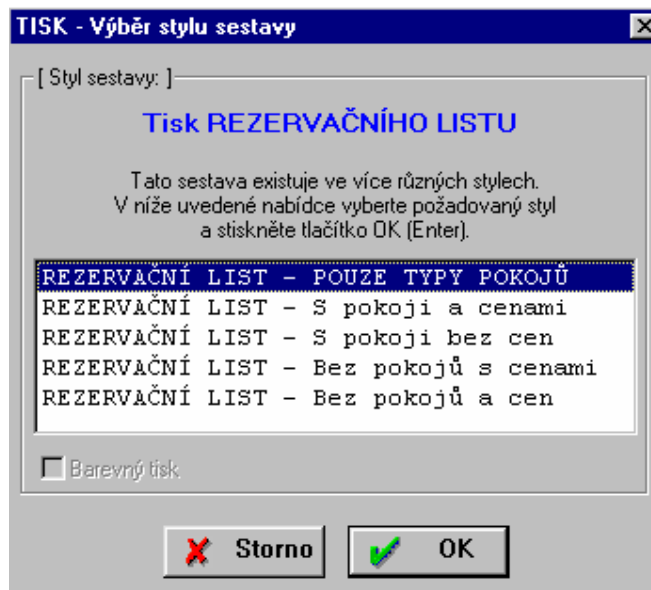 TISK - Výběr stylu sestavy
[ Styl sestavy: ]
Tisk REZERVAČNÍHO LISTU
Tato sestava existuje ve více různých stylech.
V níže uvedené nabídce vyberte požadovaný styl
a stiskněte tlačítko OK (Enter).
REZERVAČNÍ LIST - POUZE TYPY POKOJŮ
REZERVAČNÍ LIST - S pokoji a cenami
REZERVAČNÍ LIST - S pokoji bez cen
REZERVAČNÍ LIST - Bez pokojů s cenami
REZERVAČNÍ LIST - Bez pokojů a cen
Barevný tisk
Storno OK